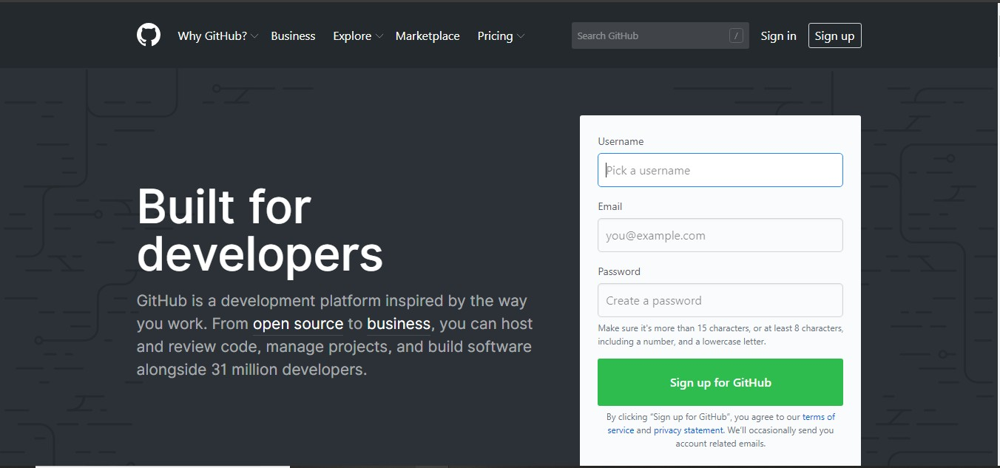 Why GitHub? Business Explore Marketplace Pricing Search GitHub / Sign in Sign up
Built for
developers
GitHub is a development platform inspired by the way
you work. From open source to business, you can host
and review code, manage projects, and build software
alongside 31 million developers.
Username
Pick a username
Email
you@example.com
Password
Create a password
Make sure it's more than 15 characters, or at least 8 characters,
including a number, and a lowercase letter.
Sign up for GitHub
By clicking “Sign up for GitHub”, you agree to our terms of
service and privacy statement. We’ll occasionally send you
account related emails.